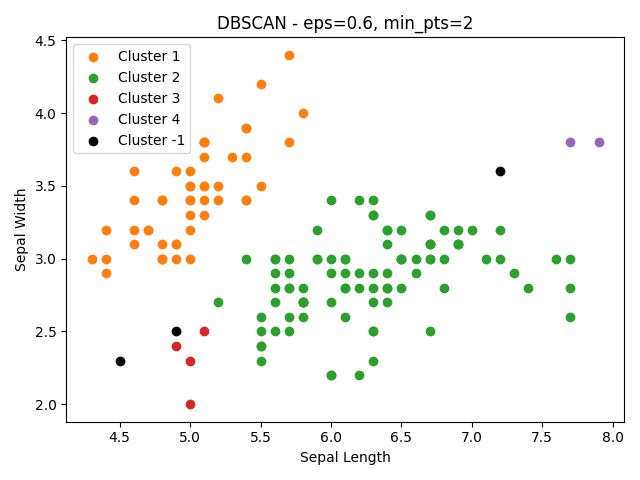 DBSCAN - eps=0.6, min_pts=2
Cluster 1
Cluster 2
Cluster 3
Cluster 4
Cluster -1
Sepal Width
4.5
4.0
3.5
3.0
2.5
2.0
4.5 5.0 5.5 6.0 6.5 7.0 7.5 8.0
Sepal Length